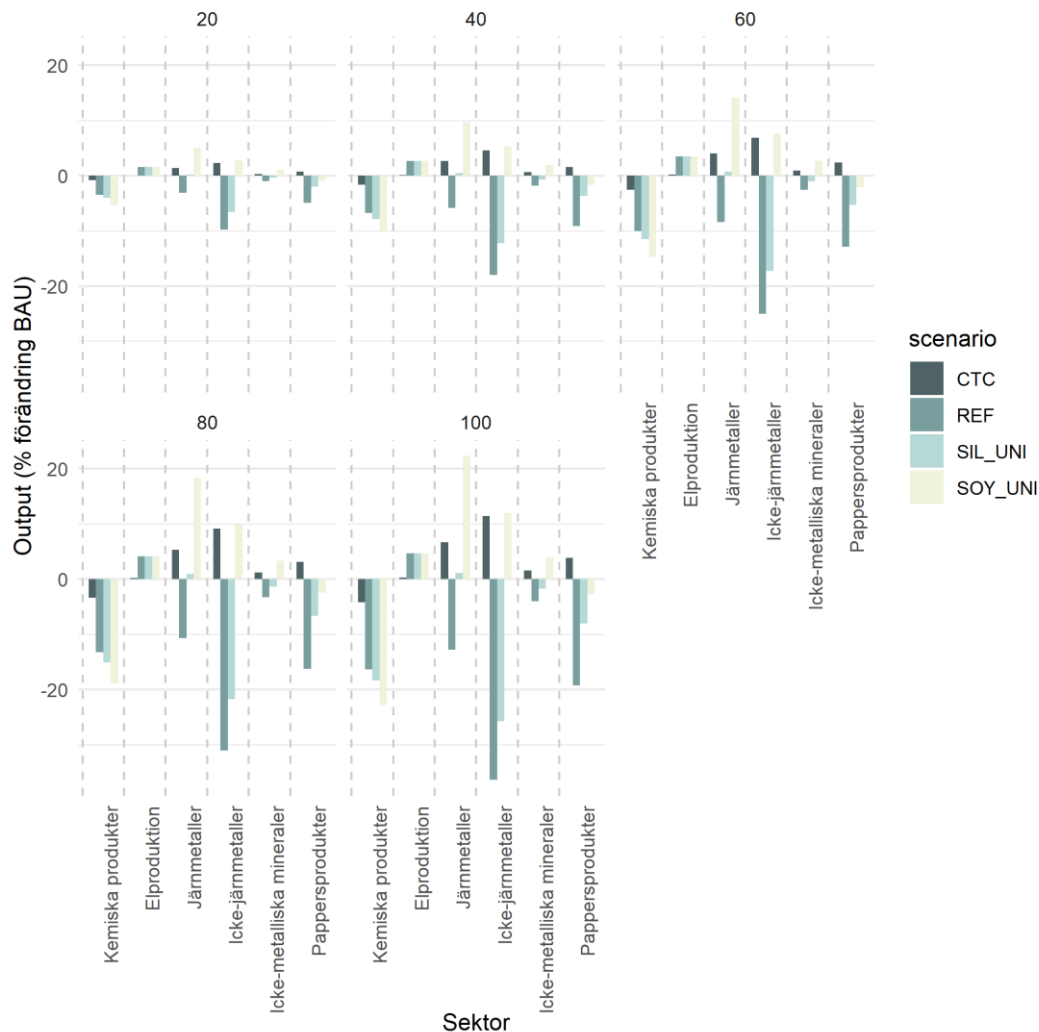 20
40
60
20
0
-20
80
100
20
0
-20
Output (% förändring BAU)
Kemiska produkter
Elproduktion
Järnmetaller
Icke-järnmetaller
Icke-metalliska mineraler
Pappersprodukter
Kemiska produkter
Elproduktion
Järnmetaller
Icke-järnmetaller
Icke-metalliska mineraler
Pappersprodukter
Kemiska produkter
Elproduktion
Järnmetaller
Icke-järnmetaller
Icke-metalliska mineraler
Pappersprodukter
Sektor
scenario
CTC
REF
SIL_UNI
SOY_UNI